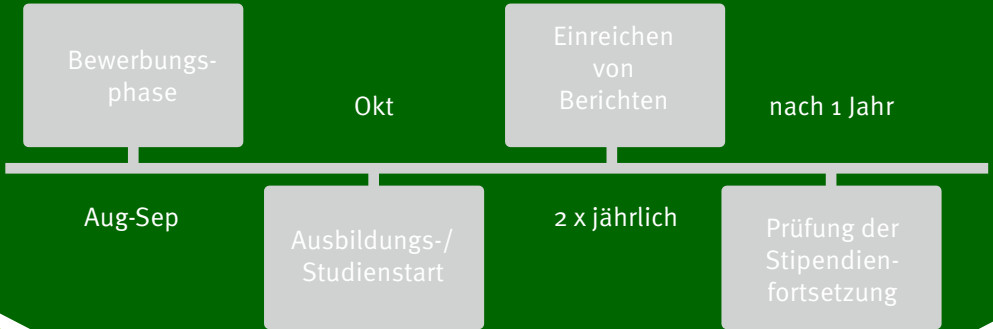 Bewerbungs-
phase
Aug-Sep
Okt
Ausbildungs-/
Studienstart
Einreichen
von
Berichten
2 x jährlich
nach 1 Jahr
Prüfung der
Stipendien-
fortsetzung